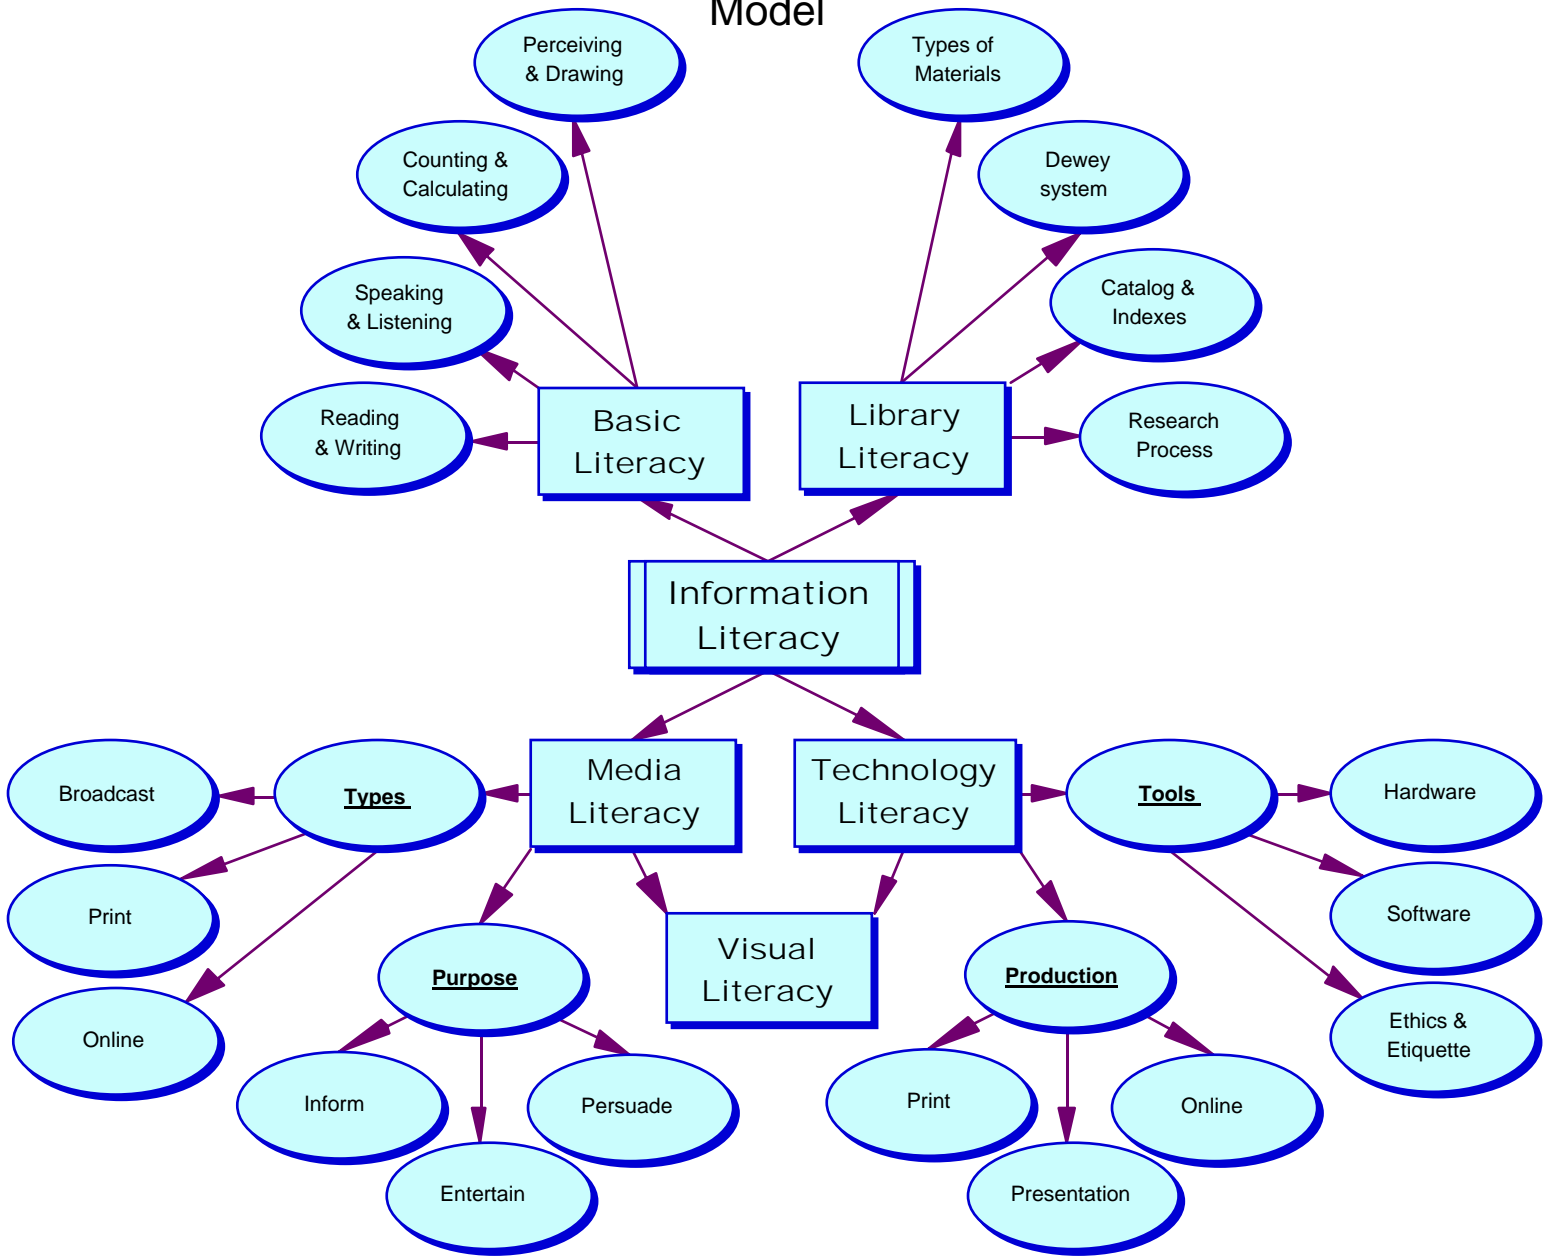 Model
Perceiving
& Drawing
Types of
Materials
Counting &
Calculating
Dewey
system
Speaking
& Listening
Catalog &
Indexes
Reading
& Writing
Basic
Literacy
Library
Literacy
Research
Process
Information
Literacy
Broadcast
Types
Media
Literacy
Technology
Literacy
Tools
Hardware
Print
Software
Purpose
Visual
Literacy
Production
Online
Ethics &
Etiquette
Inform
Persuade
Print
Online
Entertain
Presentation